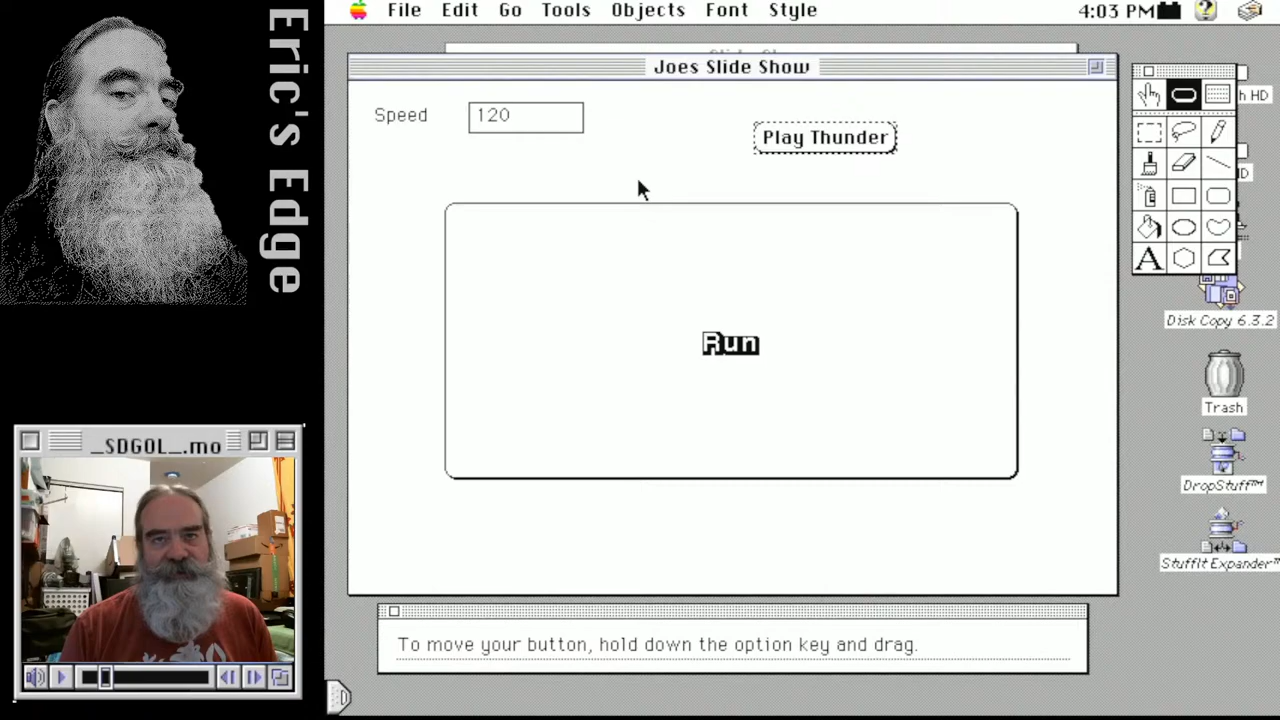 Eric's Edge
File Edit Go Tools Objects Font Style
4:03 PM
Joes Slide Show
Speed
120
Play Thunder
Run
To move your button, hold down the option key and drag.
h HD
Disk Copy 6.3.2
Trash
DropStuff™
StuffIt Expander™
_SDGOL_.mo